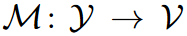 𝓜: 𝓨 → 𝓥